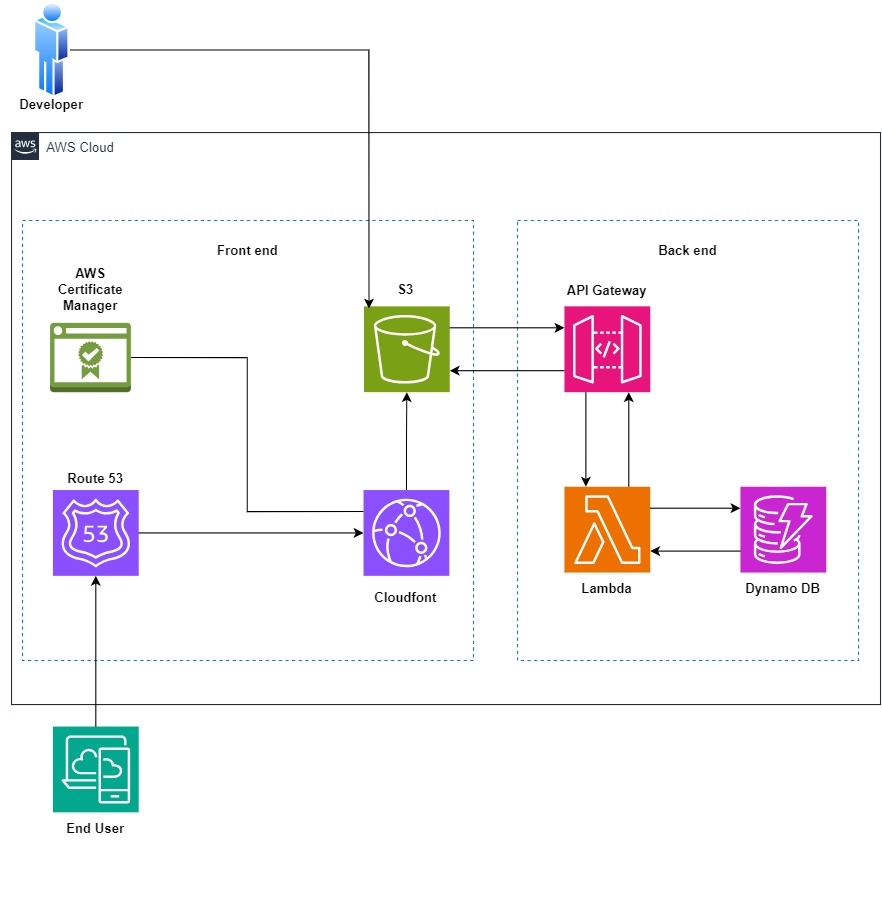 Developer
aws
AWS Cloud
Front end
Back end
AWS
Certificate
Manager
S3
API Gateway
</>
Route 53
53
Cloudfont
Lambda
Dynamo DB
End User